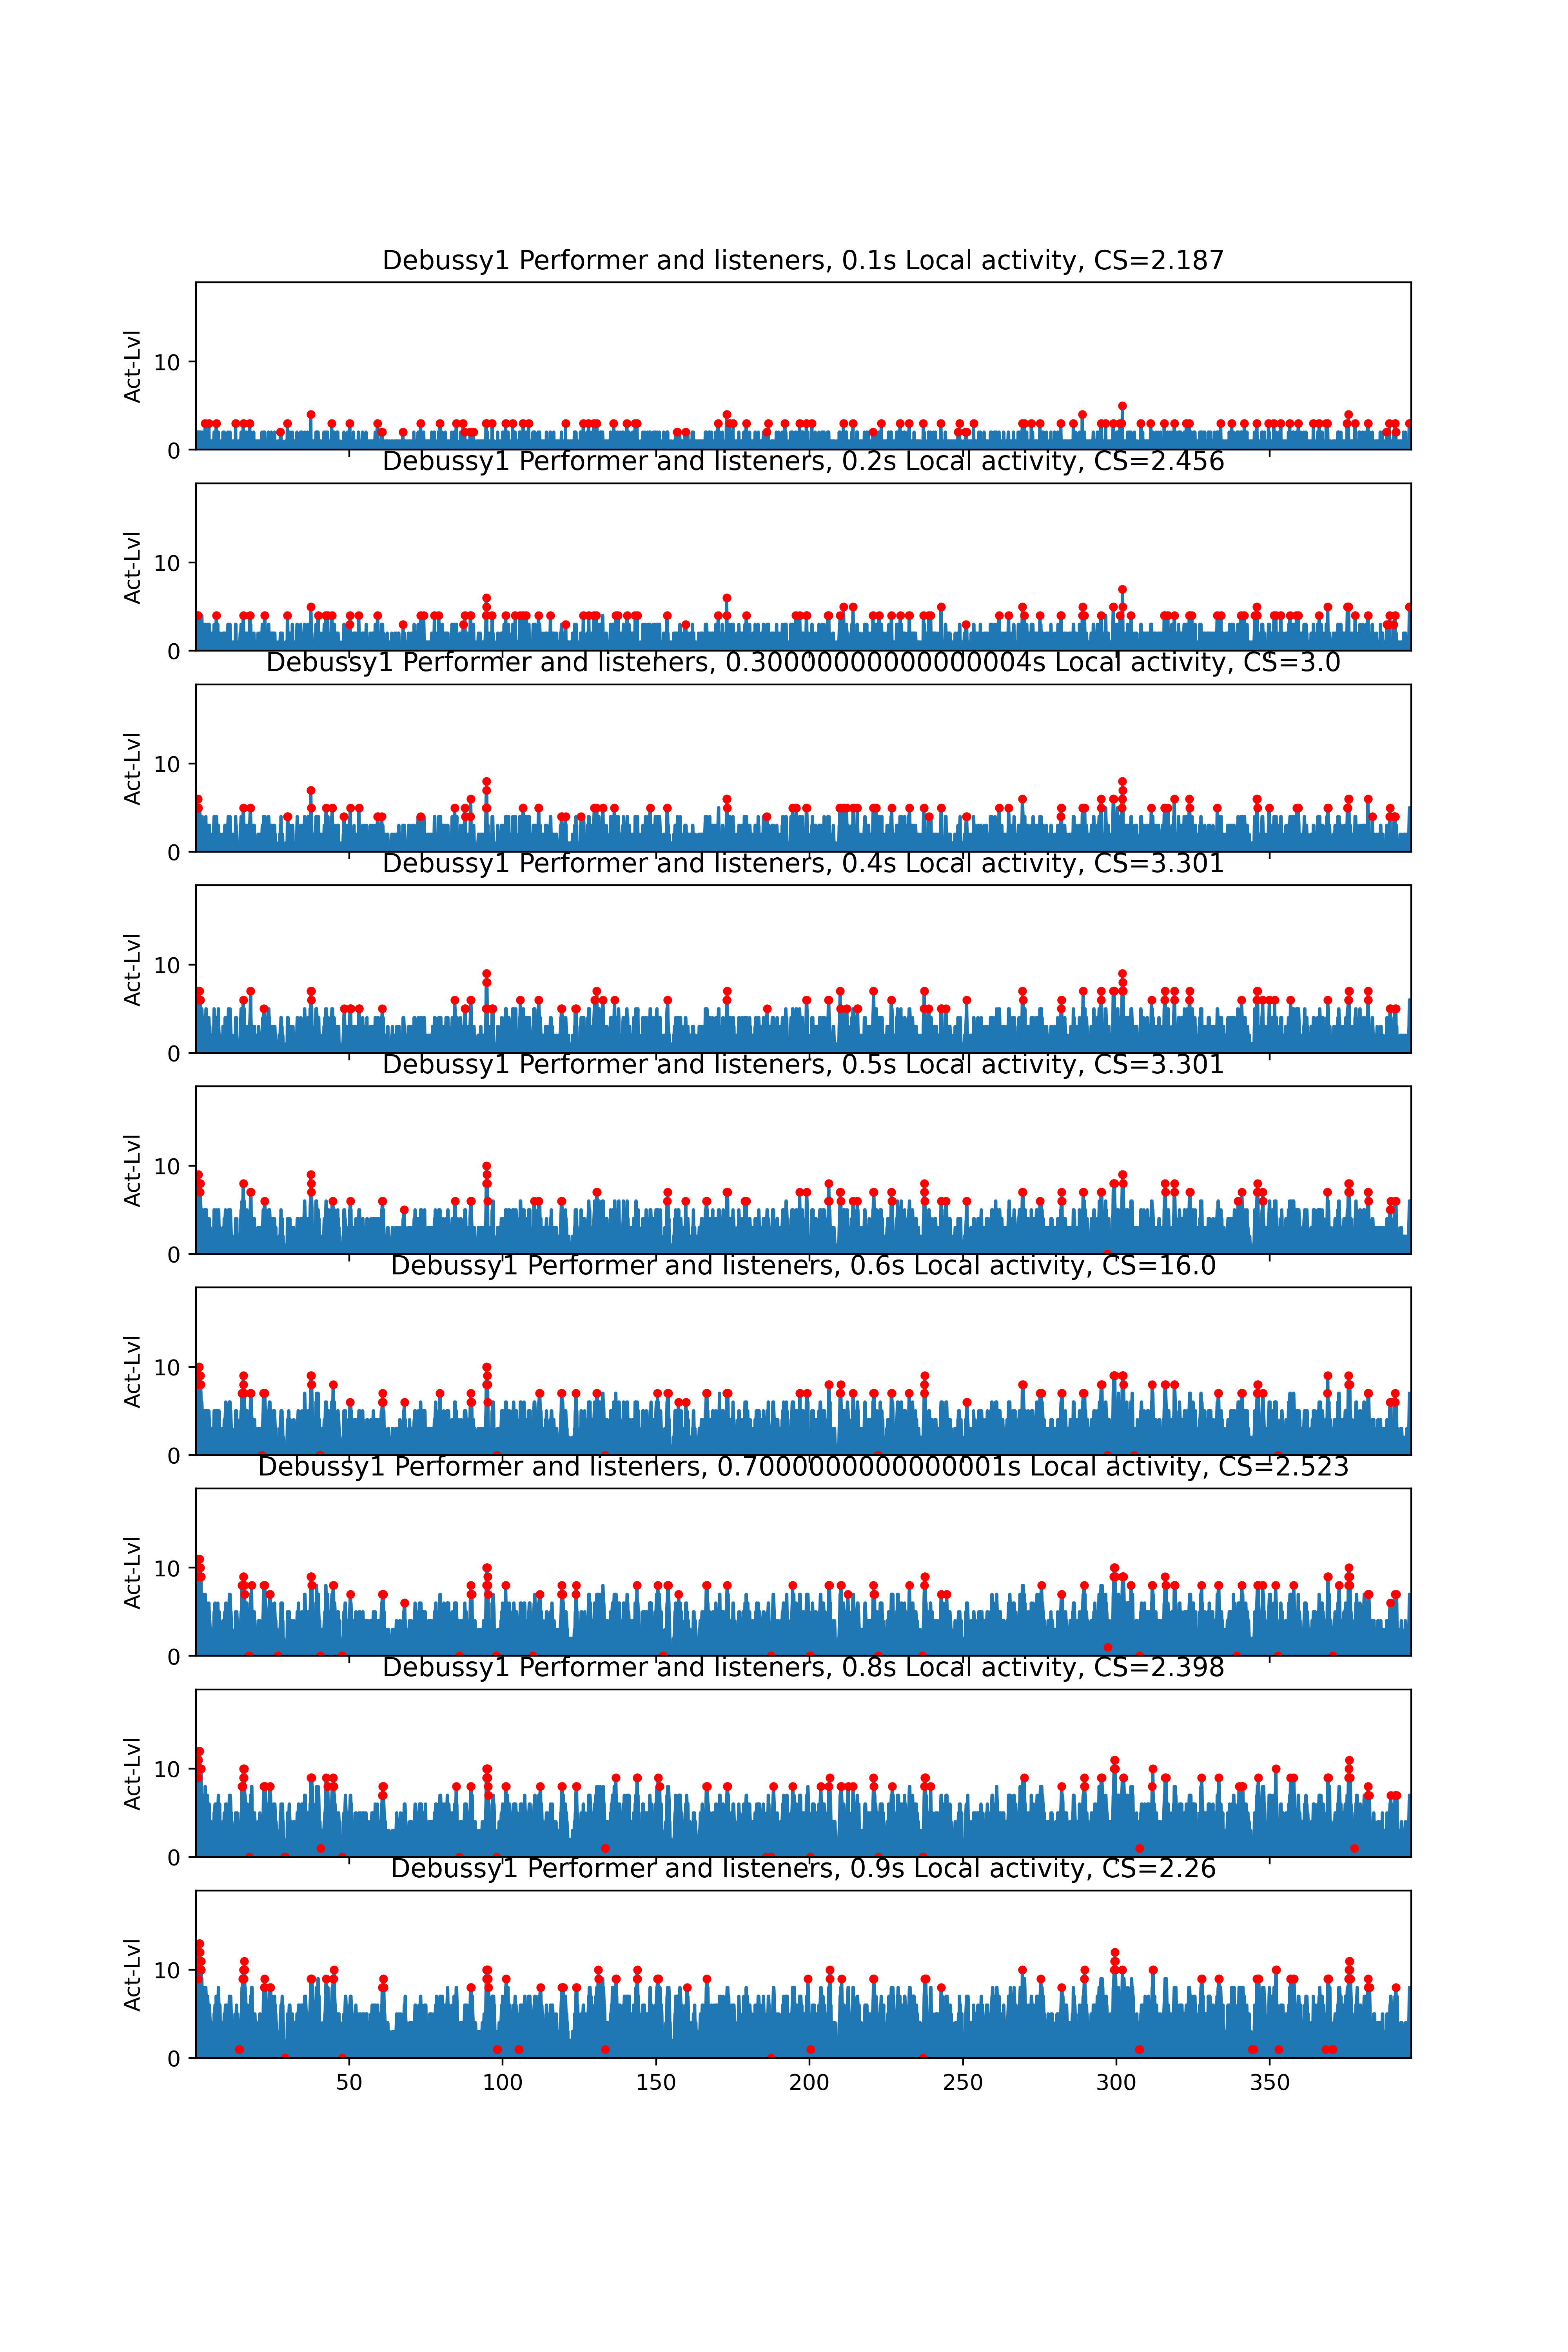 Debussy1 Performer and listeners, 0.1s Local activity, CS=2.187
Act-Lvl
10
0
Debussy1 Performer and listeners, 0.2s Local activity, CS=2.456
Act-Lvl
10
0
Debussy1 Performer and listeners, 0.30000000000000004s Local activity, CS=3.0
Act-Lvl
10
0
Debussy1 Performer and listeners, 0.4s Local activity, CS=3.301
Act-Lvl
10
0
Debussy1 Performer and listeners, 0.5s Local activity, CS=3.301
Act-Lvl
10
0
Debussy1 Performer and listeners, 0.6s Local activity, CS=16.0
Act-Lvl
10
0
Debussy1 Performer and listeners, 0.7000000000000001s Local activity, CS=2.523
Act-Lvl
10
0
Debussy1 Performer and listeners, 0.8s Local activity, CS=2.398
Act-Lvl
10
0
Debussy1 Performer and listeners, 0.9s Local activity, CS=2.26
Act-Lvl
10
0
50 100 150 200 250 300 350